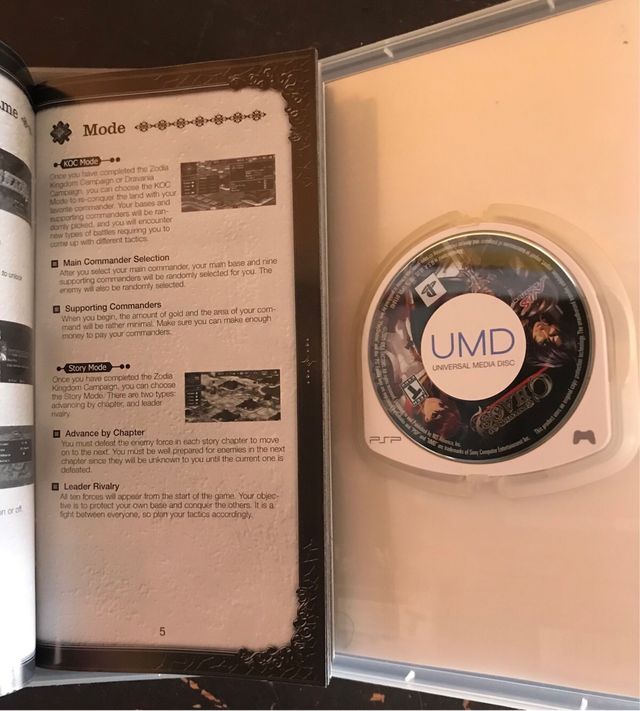 ame
to unlock
on or off.
Mode
KOC Mode
Once you have completed the Zodia
Kingdom Campaign or Dravania
Campaign, you can choose the KOC
Mode to re-conquer the land with your
favorite commander. Your bases and
supporting commanders will be ran-
domly picked, and you will encounter
new types of battles requiring you to
come up with different tactics.
Main Commander Selection
After you select your main commander, your main base and nine
supporting commanders will be randomly selected for you. The
enemy will also be randomly selected.
Supporting Commanders
When you begin, the amount of gold and the area of your com-
mand will be rather minimal. Make sure you can make enough
money to pay your commanders.
Story Mode
Once you have completed the Zodia
Kingdom Campaign, you can choose
the Story Mode. There are two types:
advancing by chapter, and leader
rivalry.
Advance by Chapter
You must defeat the enemy force in each story chapter to move
on to the next. You must be well prepared for enemies in the next
chapter since they will be unknown to you until the current one is
defeated.
Leader Rivalry
All ten forces will appear from the start of the game. Your objec-
tive is to protect your own base and conquer the others. It is a
fight between everyone, so plan your tactics accordingly.
5
UMD
UNIVERSAL MEDIA DISC
PSP